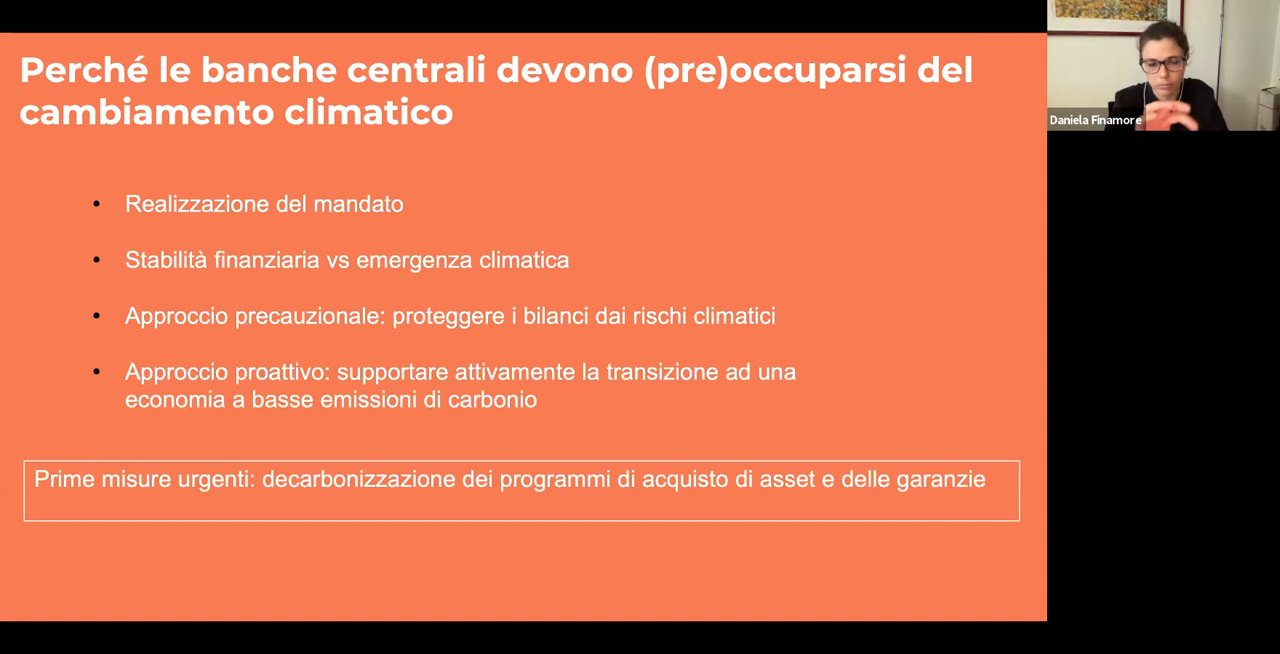 Perché le banche centrali devono (pre)occuparsi del
cambiamento climatico
• Realizzazione del mandato
• Stabilità finanziaria vs emergenza climatica
• Approccio precauzionale: proteggere i bilanci dai rischi climatici
• Approccio proattivo: supportare attivamente la transizione ad una
economia a basse emissioni di carbonio
Prime misure urgenti: decarbonizzazione dei programmi di acquisto di asset e delle garanzie
Daniela Finamore